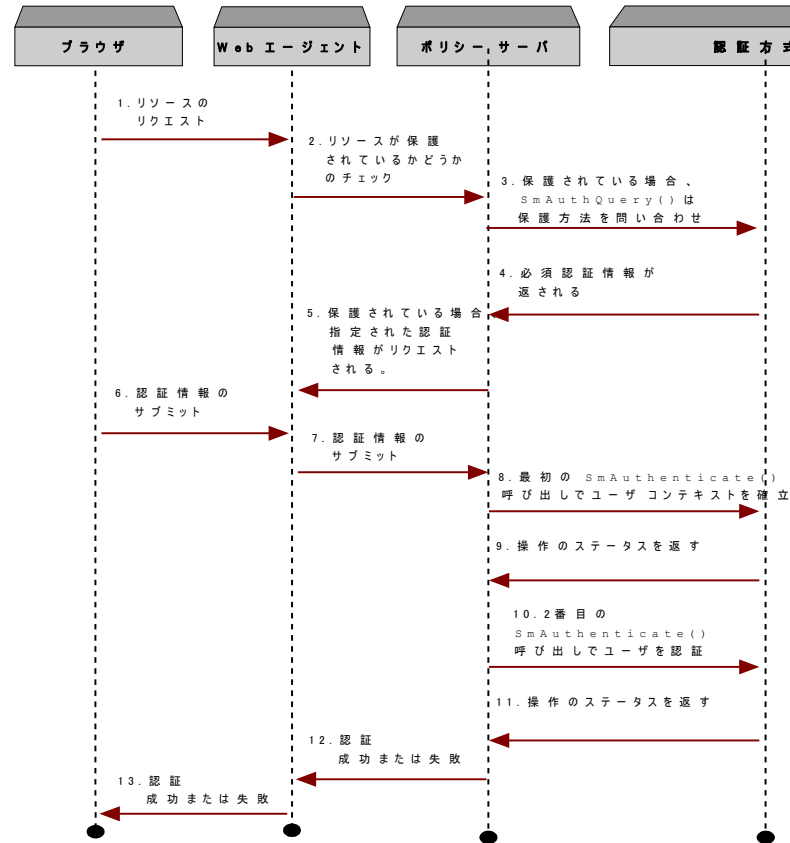 ブラウザ
Web エージェント
ポリシー サーバ
認証方式
1.リソースの
リクエスト
2.リソースが保護
されているかどうか
のチェック
3.保護されている場合、
SmAuthQuery()は
保護方法を問い合わせ
4.必須認証情報が
返される
5.保護されている場合、
指定された認証
情報がリクエスト
される。
6.認証情報の
サブミット
7.認証情報の
サブミット
8.最初の SmAuthenticate()
呼び出しでユーザ コンテキストを確立
9.操作のステータスを返す
10.2番目の
SmAuthenticate()
呼び出しでユーザを認証
11.操作のステータスを返す
12.認証
成功または失敗
13.認証
成功または失敗